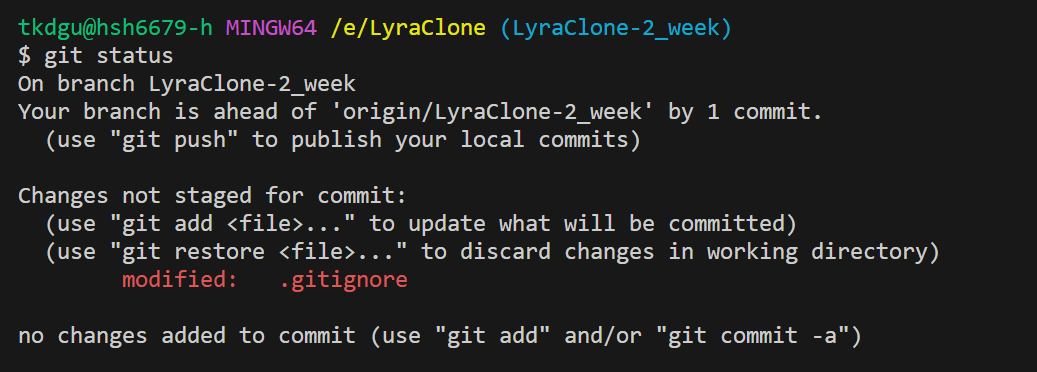 tkdgu@hsh6679-h MINGW64 /e/LyraClone (LyraClone-2_week)
$ git status
On branch LyraClone-2_week
Your branch is ahead of 'origin/LyraClone-2_week' by 1 commit.
  (use "git push" to publish your local commits)

Changes not staged for commit:
  (use "git add <file>..." to update what will be committed)
  (use "git restore <file>..." to discard changes in working directory)
        modified:   .gitignore

no changes added to commit (use "git add" and/or "git commit -a")